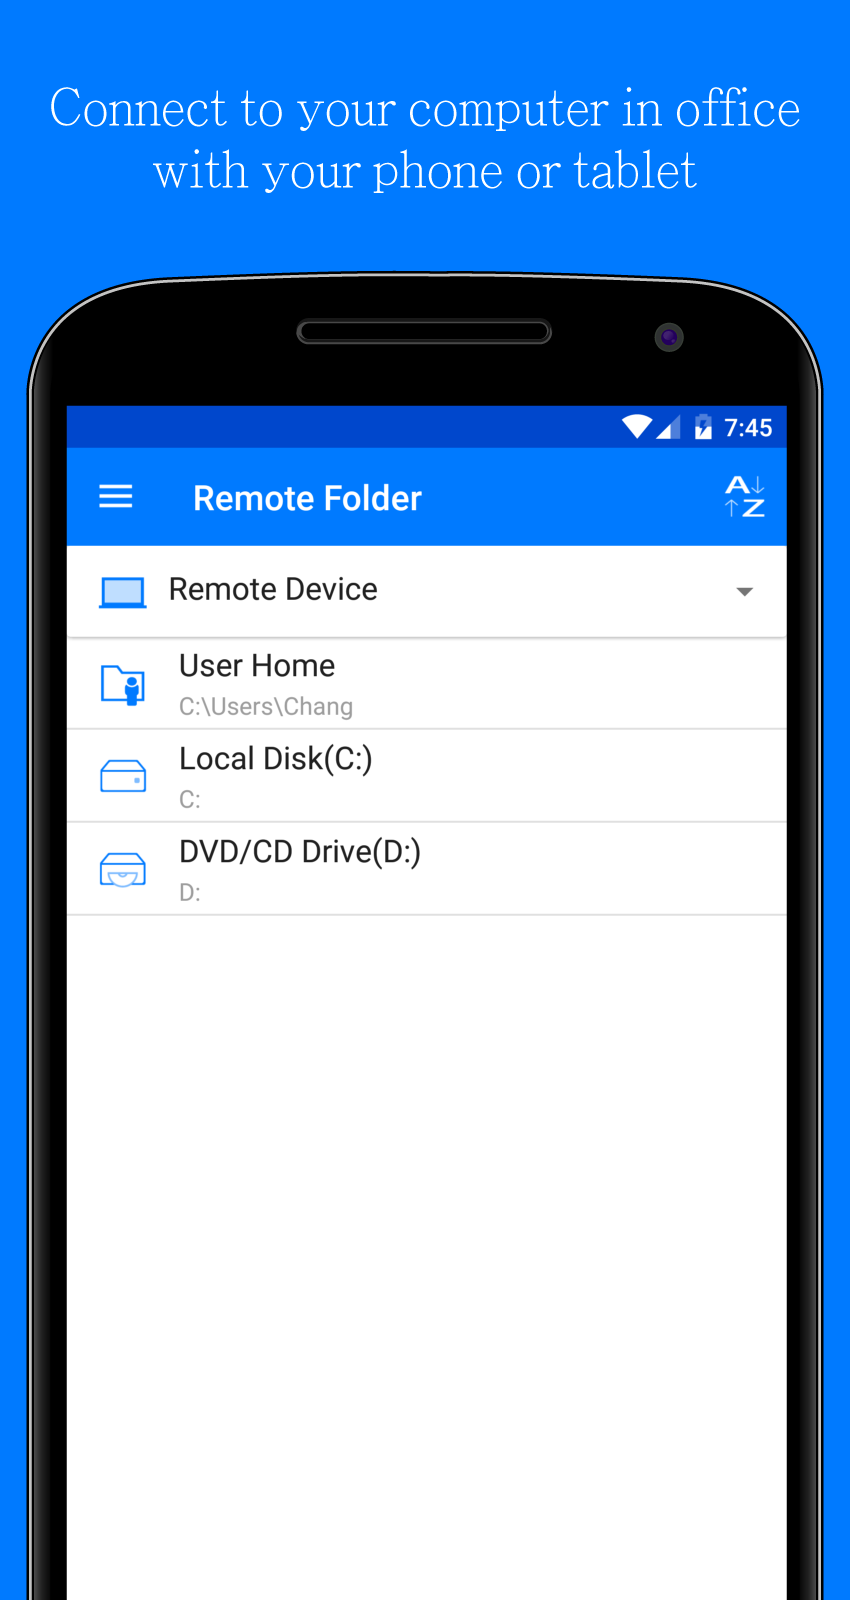 Connect to your computer in office
with your phone or tablet
7:45
Remote Folder
A
Z
Remote Device
User Home
C:\Users\Chang
Local Disk(C:)
C:
DVD/CD Drive(D:)
D: